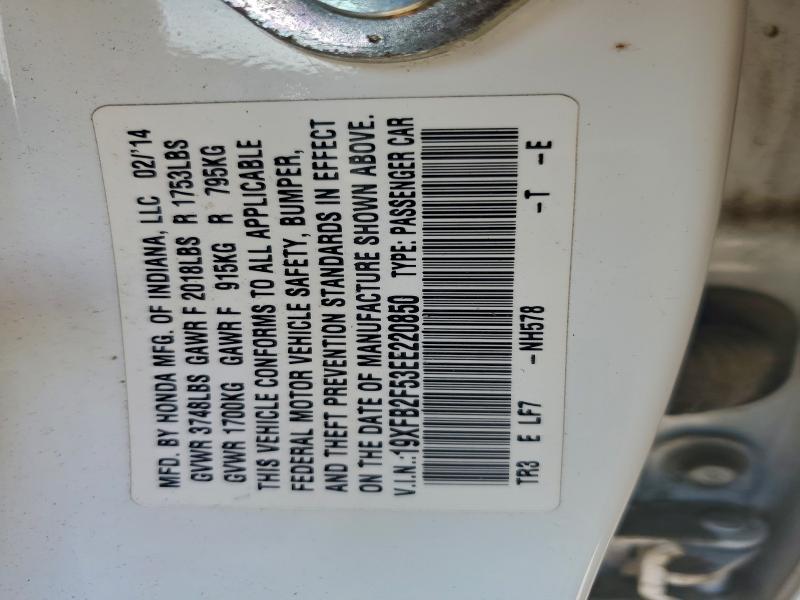 MFD. BY HONDA MFG. OF INDIANA, LLC 02/'14
GVWR 3748LBS GAWR F 2018LBS R 1753LBS
GVWR 1700KG GAWR F 915KG R 795KG
THIS VEHICLE CONFORMS TO ALL APPLICABLE
FEDERAL MOTOR VEHICLE SAFETY, BUMPER,
AND THEFT PREVENTION STANDARDS IN EFFECT
ON THE DATE OF MANUFACTURE SHOWN ABOVE.
V.I.N.:19XFB2F53EE220850 TYPE: PASSENGER CAR
TR3 E LF7 -NH578 -T -E